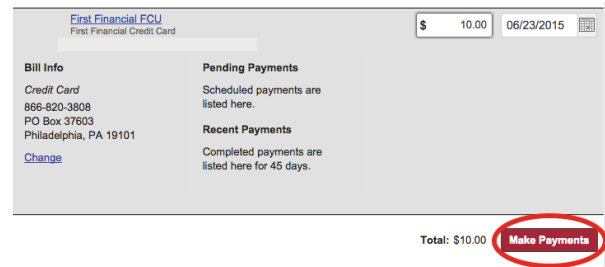 First Financial FCU
First Financial Credit Card
$ 10.00 06/23/2015
Bill Info
Credit Card
866-820-3808
PO Box 37603
Philadelphia, PA 19101
Change
Pending Payments
Scheduled payments are
listed here.
Recent Payments
Completed payments are
listed here for 45 days.
Total: $10.00 Make Payments